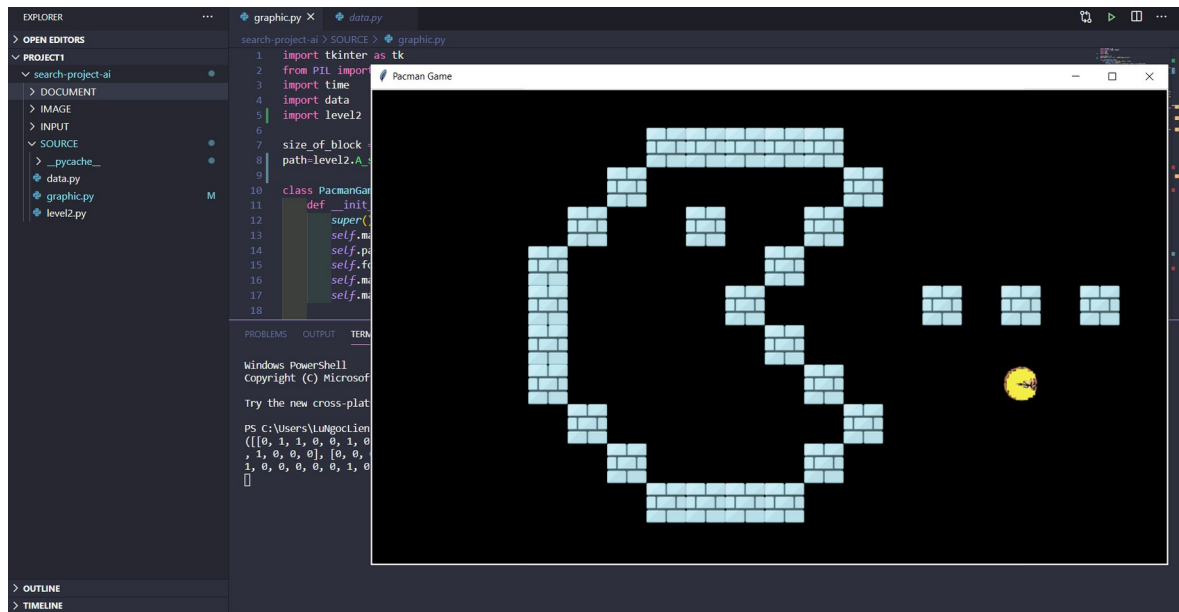 EXPLORER
OPEN EDITORS
PROJECT1
search-project-ai
DOCUMENT
IMAGE
INPUT
SOURCE
__pycache__
data.py
graphic.py M
level2.py
OUTLINE
TIMELINE
graphic.py data.py
search-project-ai > SOURCE > graphic.py
1 import tkinter as tk
2 from PIL import
3 import time
4 import data
5 import level2
6
7 size_of_block =
8 path=level2.A_s
9
10 class PacmanGam
11 def __init_
12 super()
13 self.ma
14 self.pa
15 self.fo
16 self.ma
17 self.ma
18
PROBLEMS OUTPUT TERM
Windows PowerShell
Copyright (C) Microsof
Try the new cross-plat
PS C:\Users\LuNgocLien
([[0, 1, 1, 0, 0, 1, 0
, 1, 0, 0, 0], [0, 0,
1, 0, 0, 0, 0, 0, 1, 0
Pacman Game